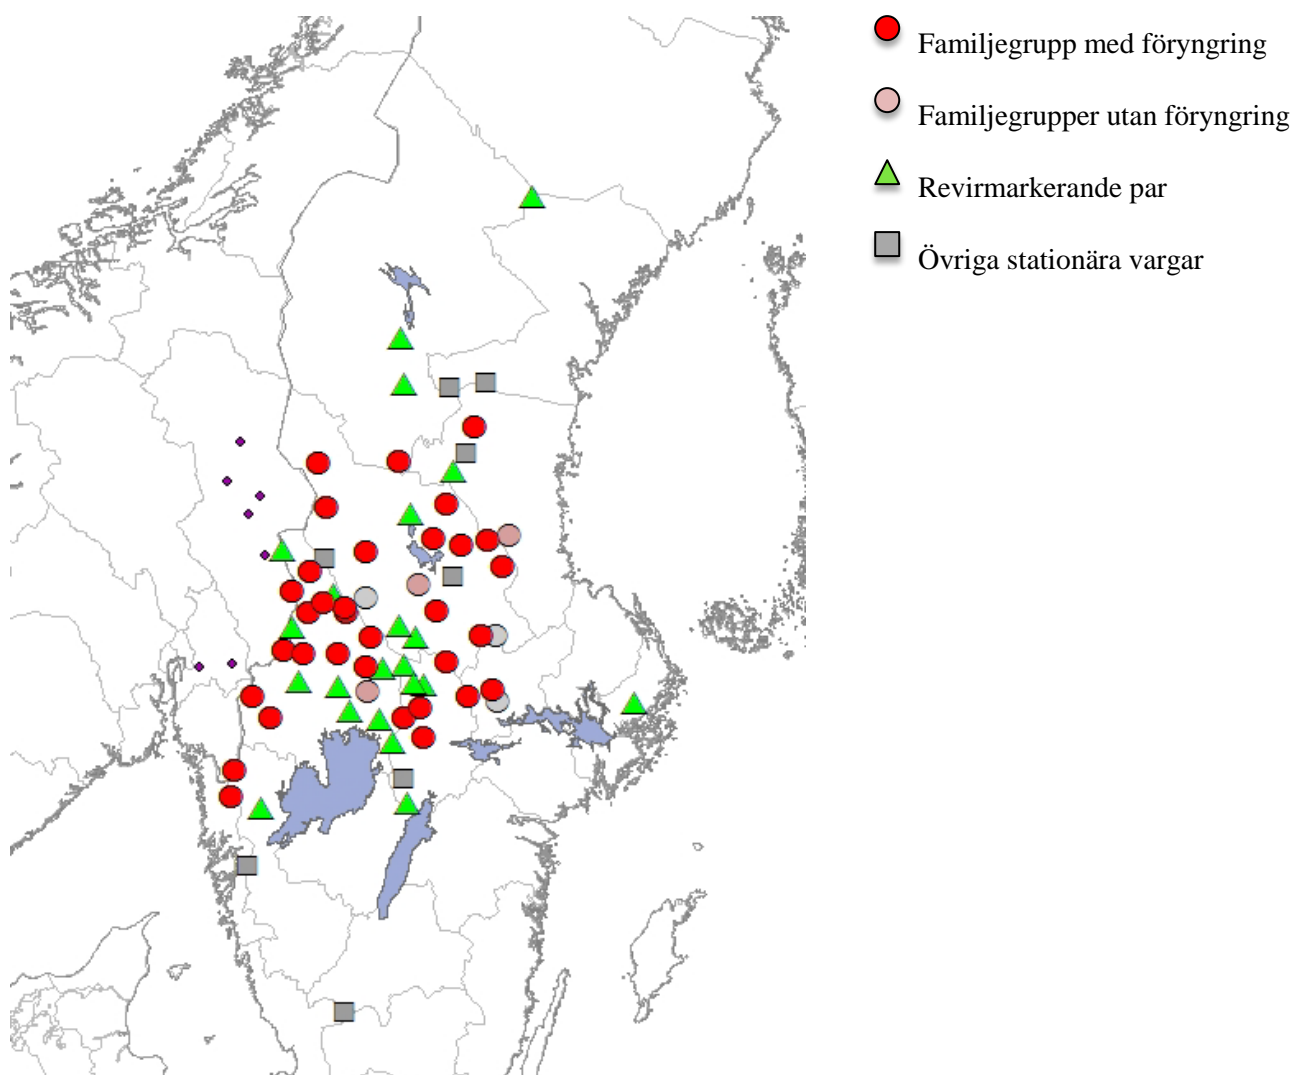 Familjegrupp med föryngring
Familjegrupper utan föryngring
Revirmarkerande par
Övriga stationära vargar